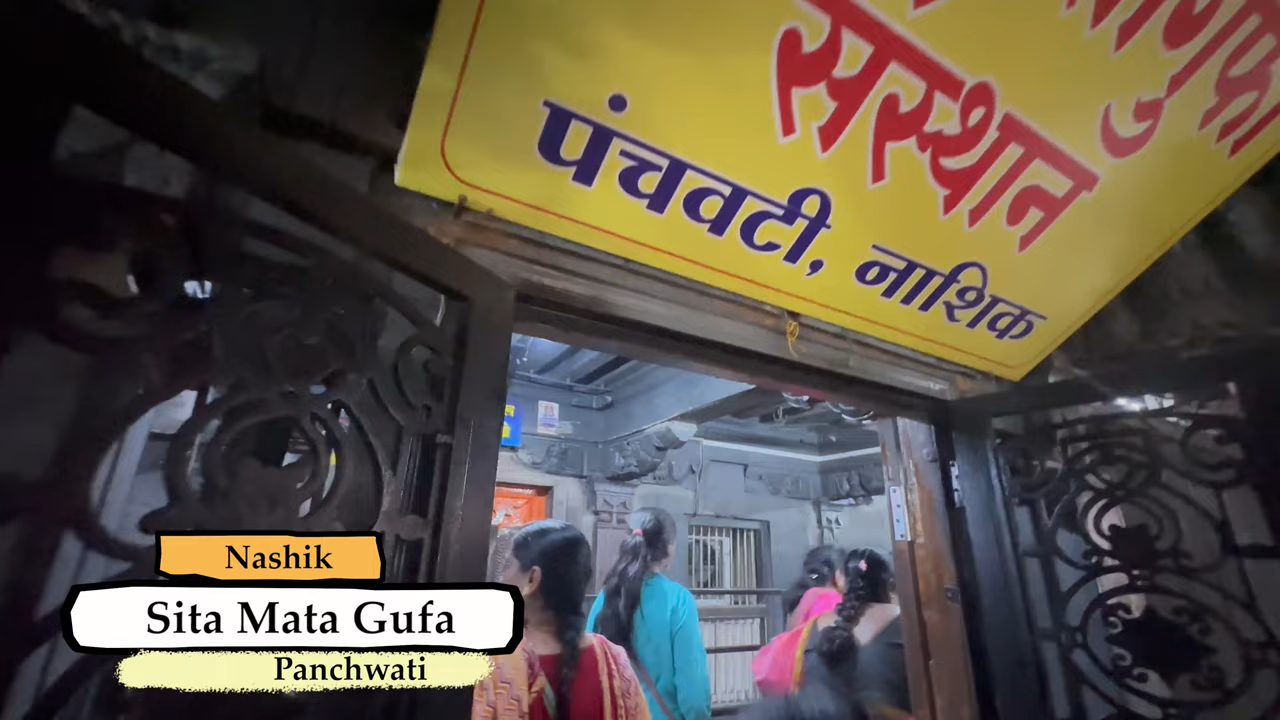 गुफा
संस्थान
पंचवटी, नाशिक
Nashik
Sita Mata Gufa
Panchwati